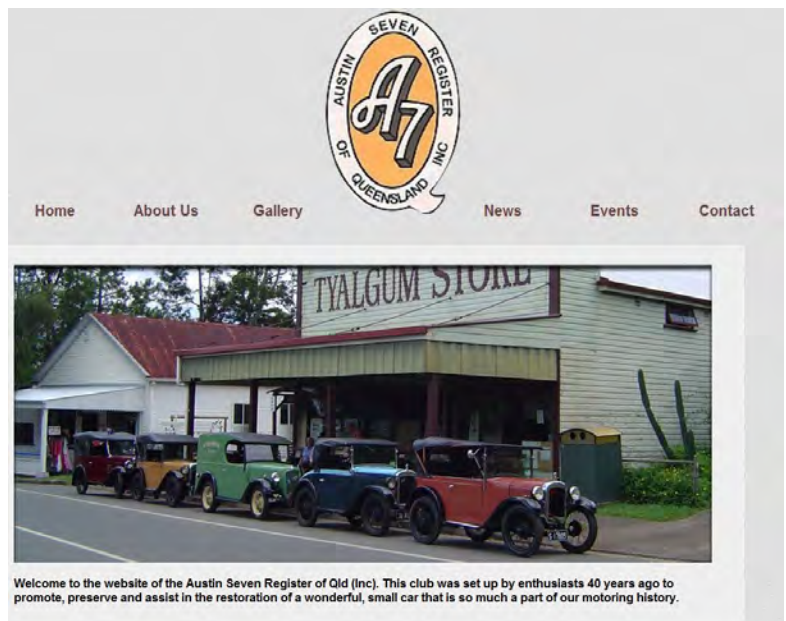 AUSTIN SEVEN REGISTER
OF QUEENSLAND INC
A7
Home About Us Gallery News Events Contact
TYALGUM STORE
Welcome to the website of the Austin Seven Register of Qld (Inc). This club was set up by enthusiasts 40 years ago to
promote, preserve and assist in the restoration of a wonderful, small car that is so much a part of our motoring history.